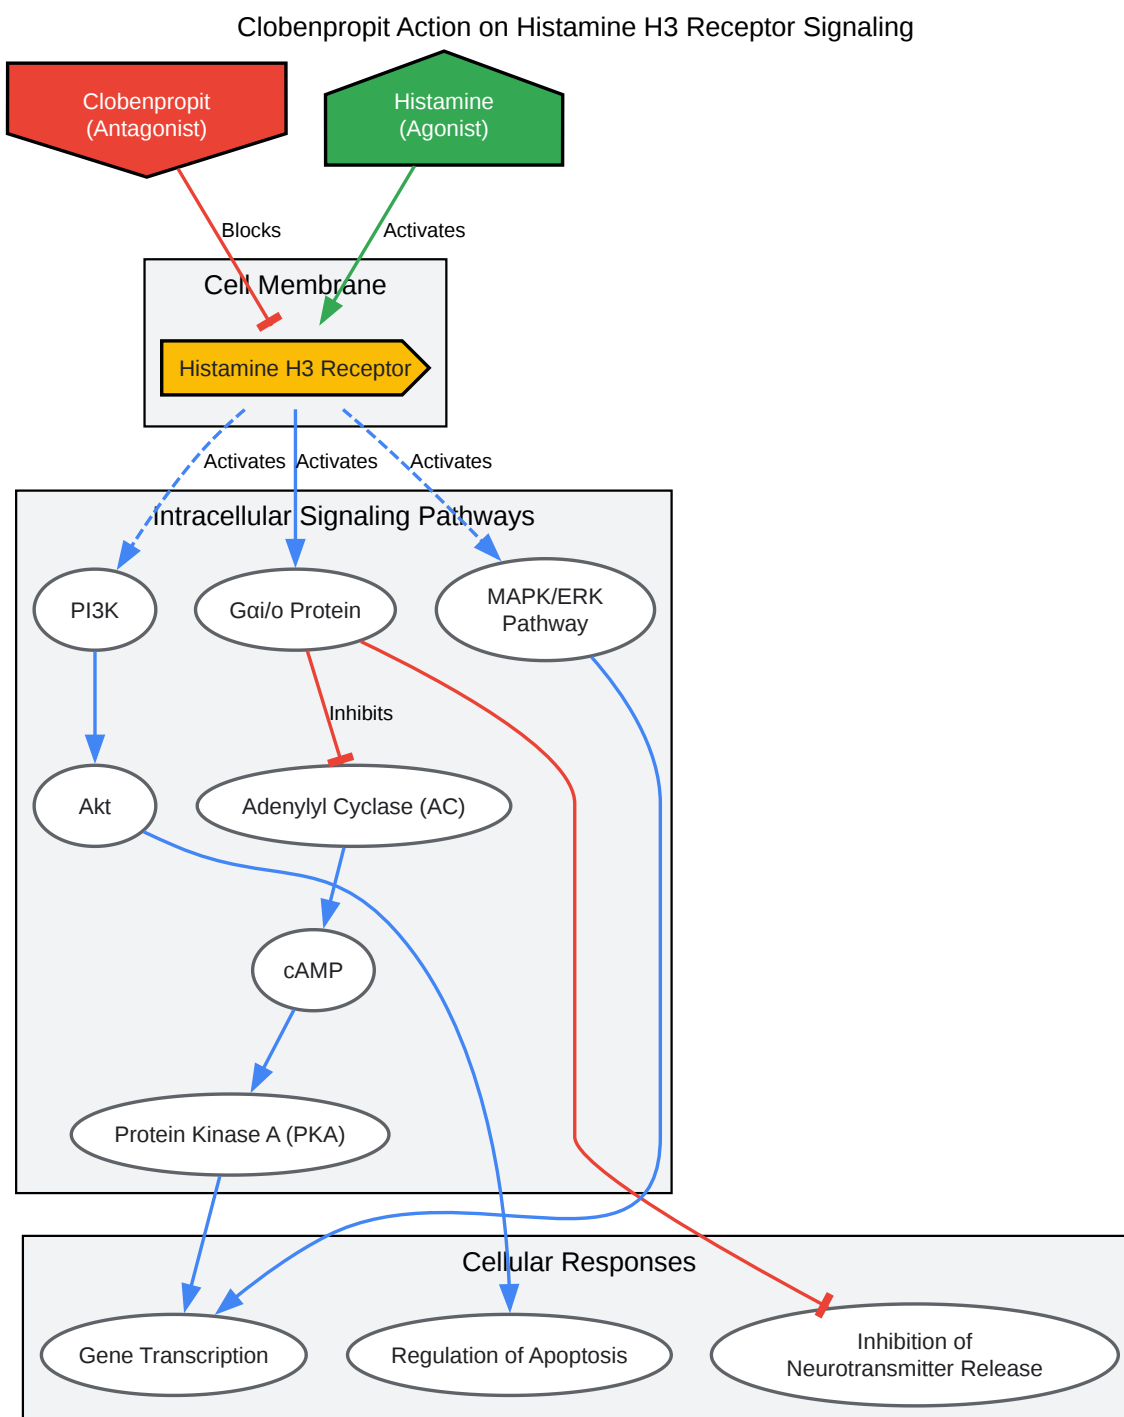 Clobenpropit Action on Histamine H3 Receptor Signaling
Clobenpropit
(Antagonist)
Histamine
(Agonist)
Blocks
Activates
Cell Membrane
Histamine H3 Receptor
Activates
Activates
Activates
Intracellular Signaling Pathways
PI3K
Gαi/o Protein
MAPK/ERK
Pathway
Inhibits
Akt
Adenylyl Cyclase (AC)
cAMP
Protein Kinase A (PKA)
Cellular Responses
Gene Transcription
Regulation of Apoptosis
Inhibition of
Neurotransmitter Release